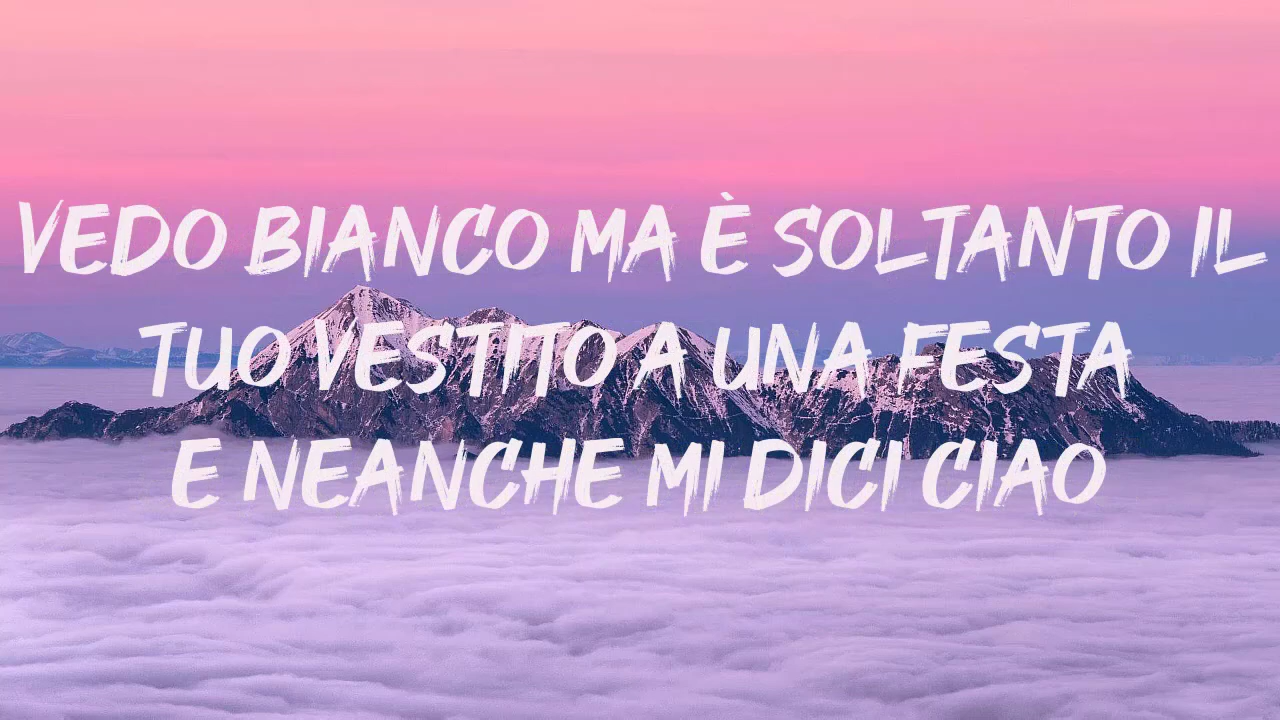 VEDO BIANCO MA È SOLTANTO IL
TUO VESTITO A UNA FESTA
E NEANCHE MI DICI CIAO